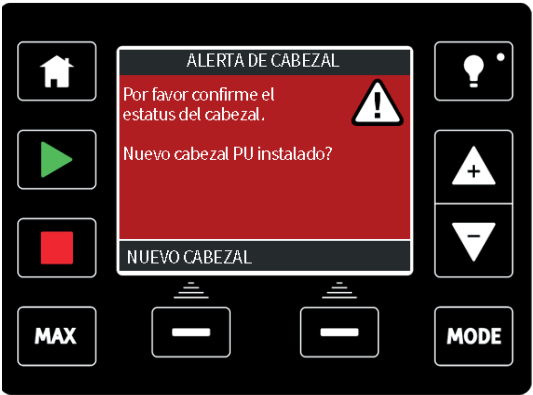 ALERTA DE CABEZAL
Por favor confirme el
estatus del cabezal.
Nuevo cabezal PU instalado?
NUEVO CABEZAL
MAX
MODE